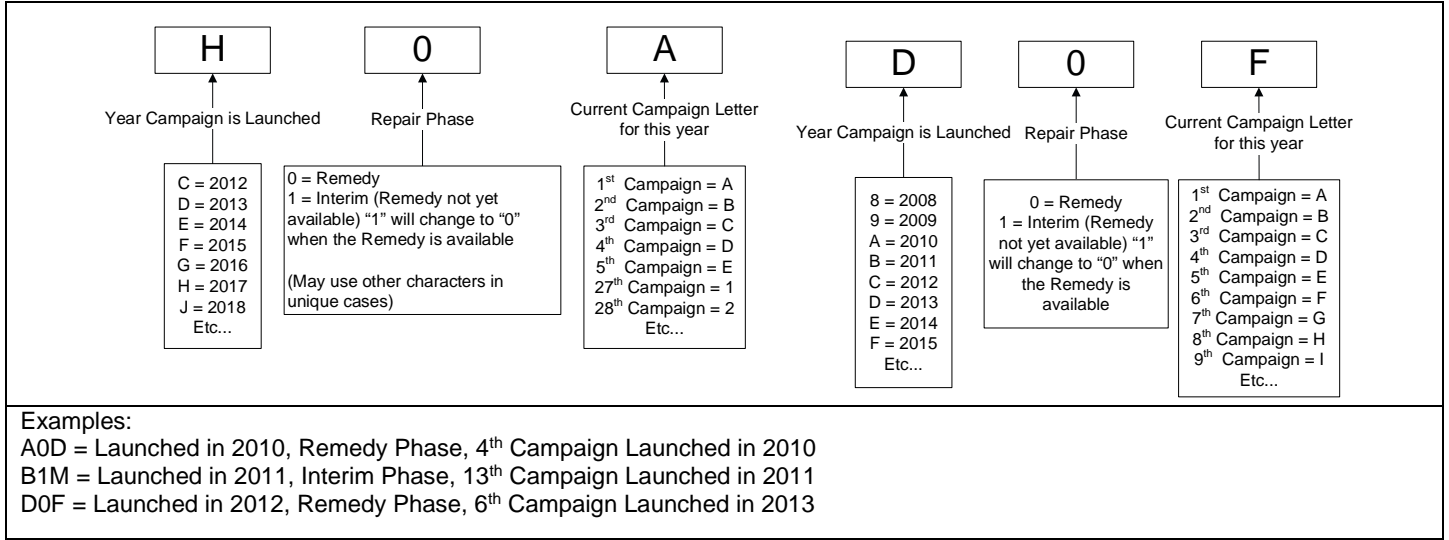 H
0
A
Year Campaign is Launched
Repair Phase
Current Campaign Letter
for this year
C = 2012
D = 2013
E = 2014
F = 2015
G = 2016
H = 2017
J = 2018
Etc...
0 = Remedy
1 = Interim (Remedy not yet
available) “1” will change to “0”
when the Remedy is available
(May use other characters in
unique cases)
1st Campaign = A
2nd Campaign = B
3rd Campaign = C
4th Campaign = D
5th Campaign = E
27th Campaign = 1
28th Campaign = 2
Etc...
D
0
F
Year Campaign is Launched
Repair Phase
Current Campaign Letter
for this year
8 = 2008
9 = 2009
A = 2010
B = 2011
C = 2012
D = 2013
E = 2014
F = 2015
Etc...
0 = Remedy
1 = Interim (Remedy
not yet available) “1”
will change to “0” when
the Remedy is
available
1st Campaign = A
2nd Campaign = B
3rd Campaign = C
4th Campaign = D
5th Campaign = E
6th Campaign = F
7th Campaign = G
8th Campaign = H
9th Campaign = I
Etc...
Examples:
A0D = Launched in 2010, Remedy Phase, 4th Campaign Launched in 2010
B1M = Launched in 2011, Interim Phase, 13th Campaign Launched in 2011
D0F = Launched in 2012, Remedy Phase, 6th Campaign Launched in 2013